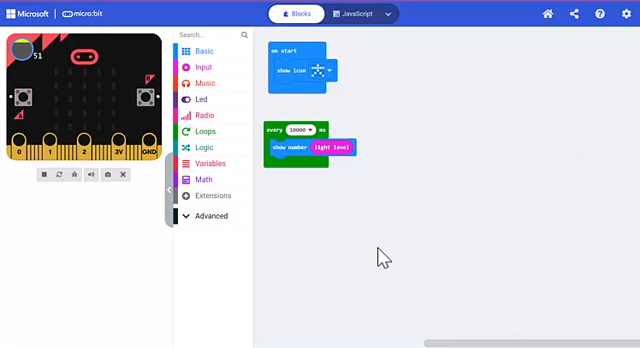 Microsoft | micro:bit
Blocks
JavaScript
51
B
A
0 1 2 3V GND
Search...
Basic
Input
Music
Led
Radio
Loops
Logic
Variables
Math
Extensions
Advanced
on start
show icon
every 10000 ms
show number light level